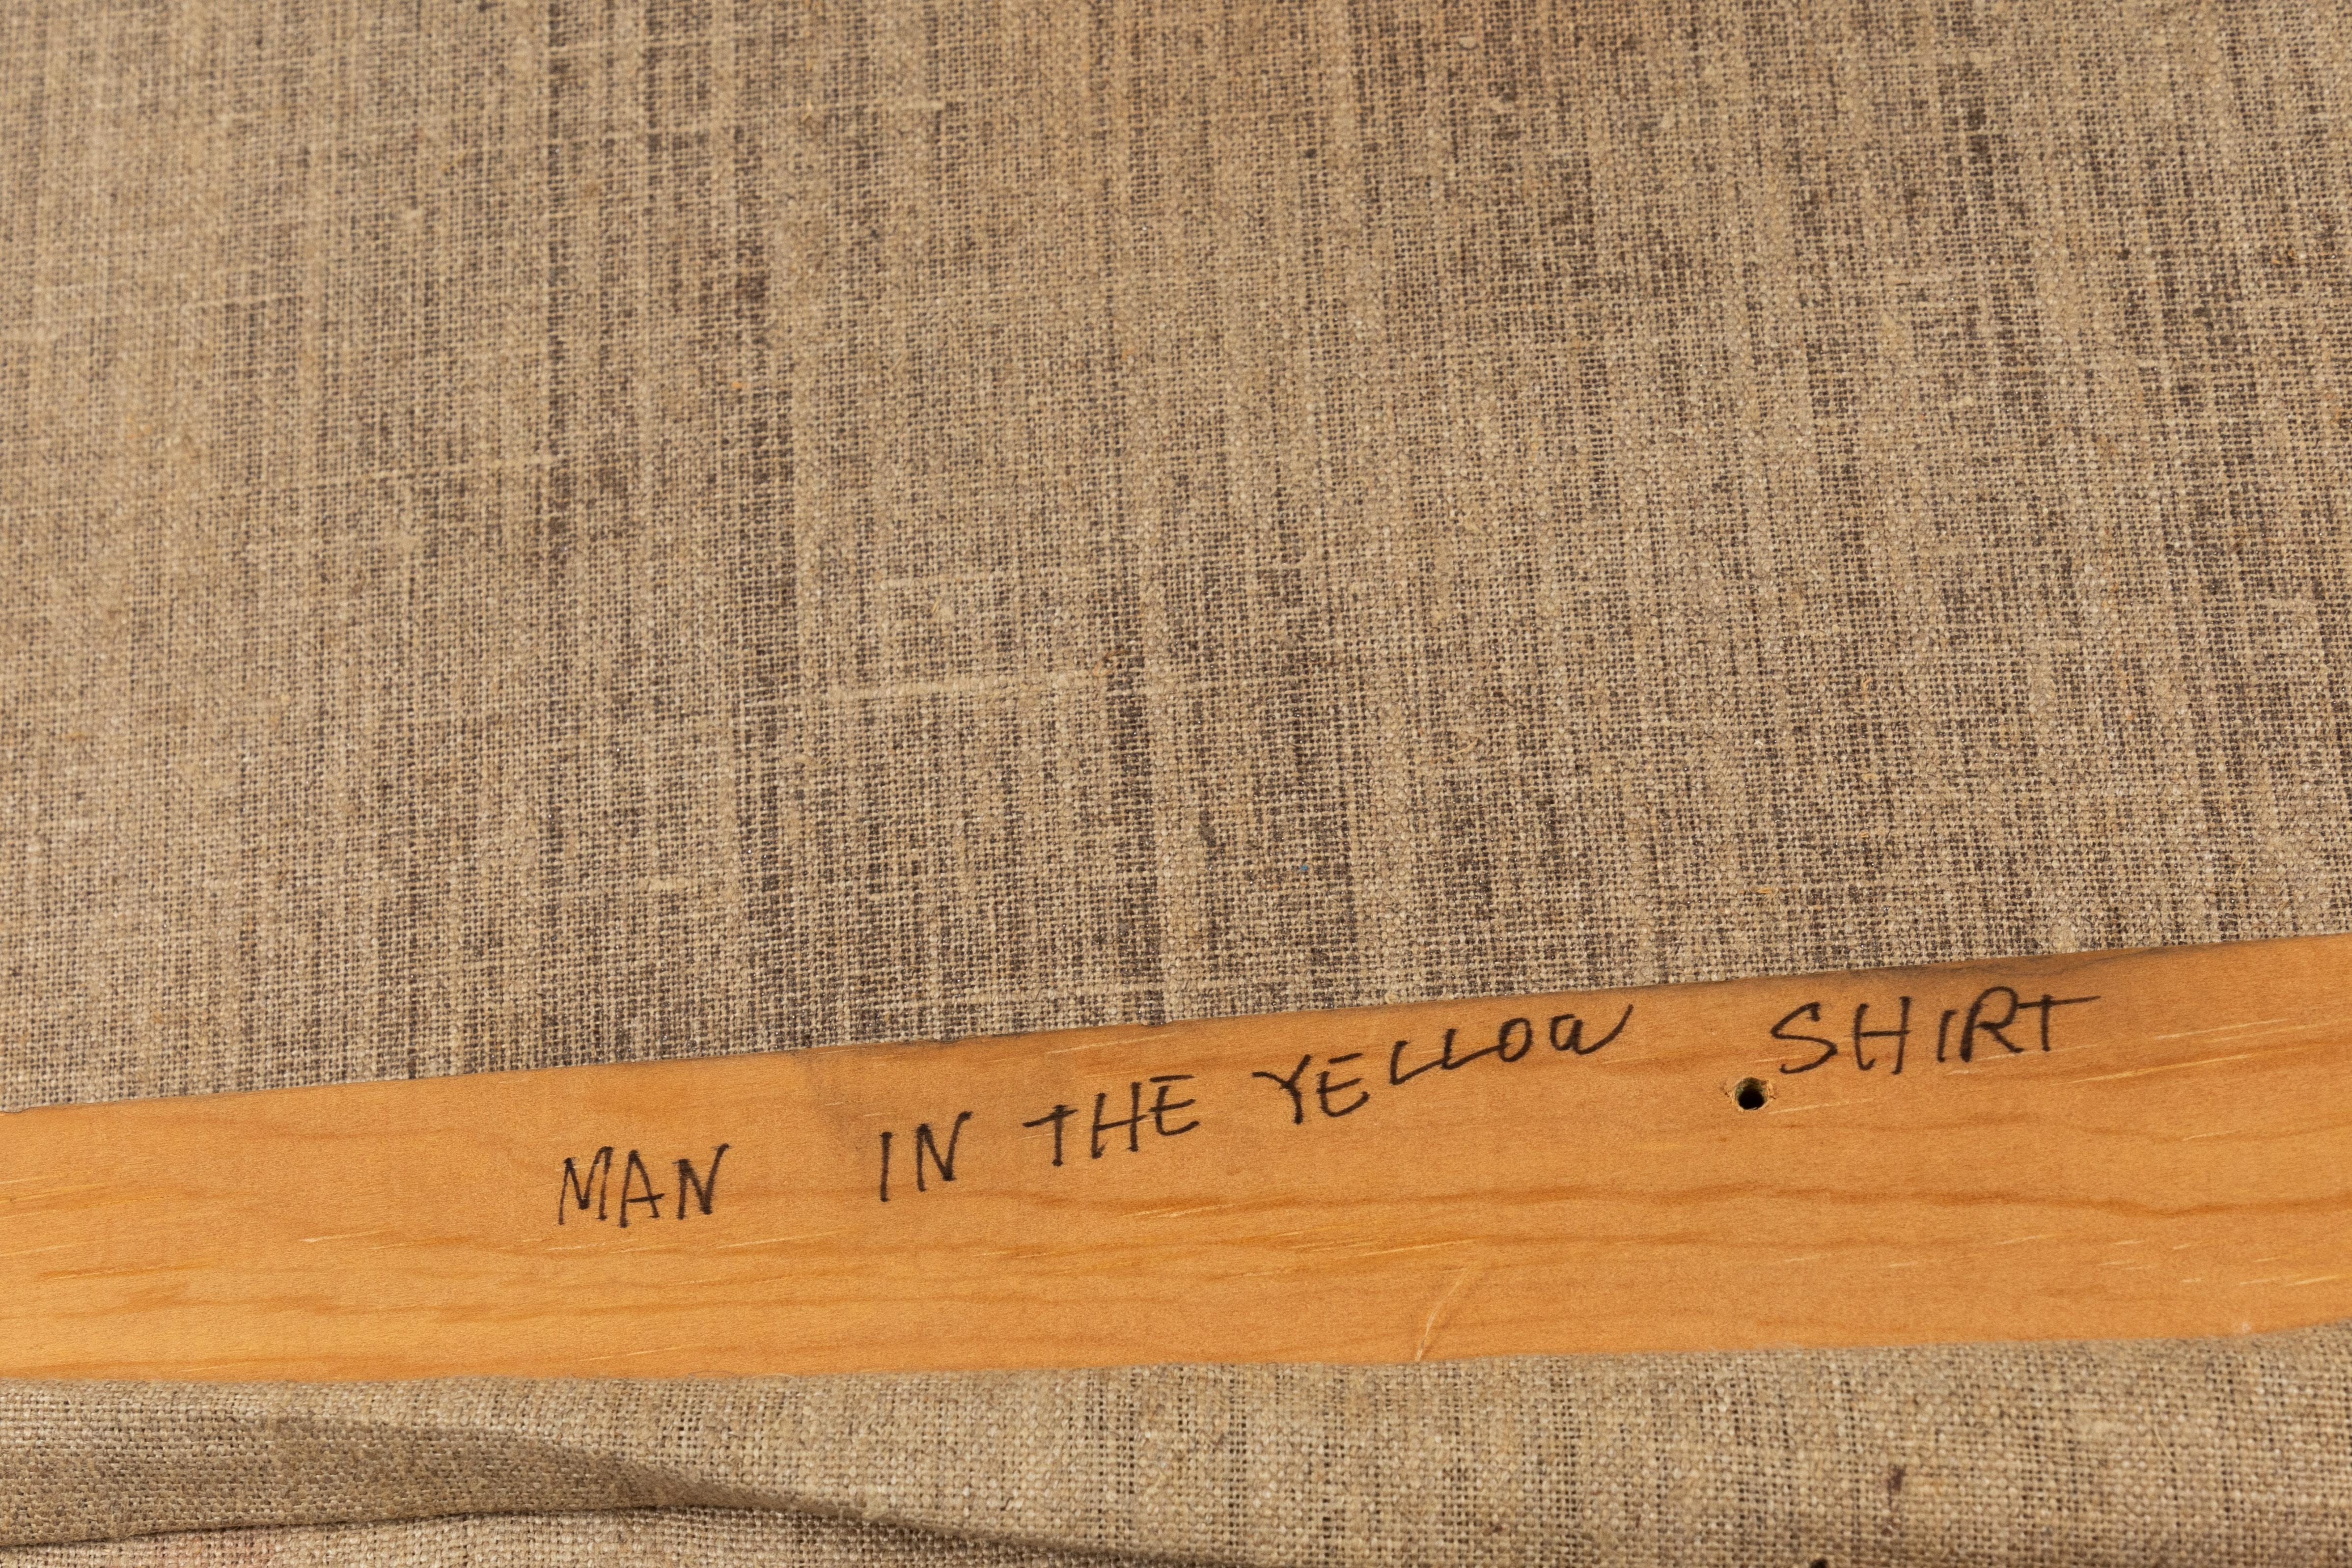 MAN IN THE YELLOW SHIRT